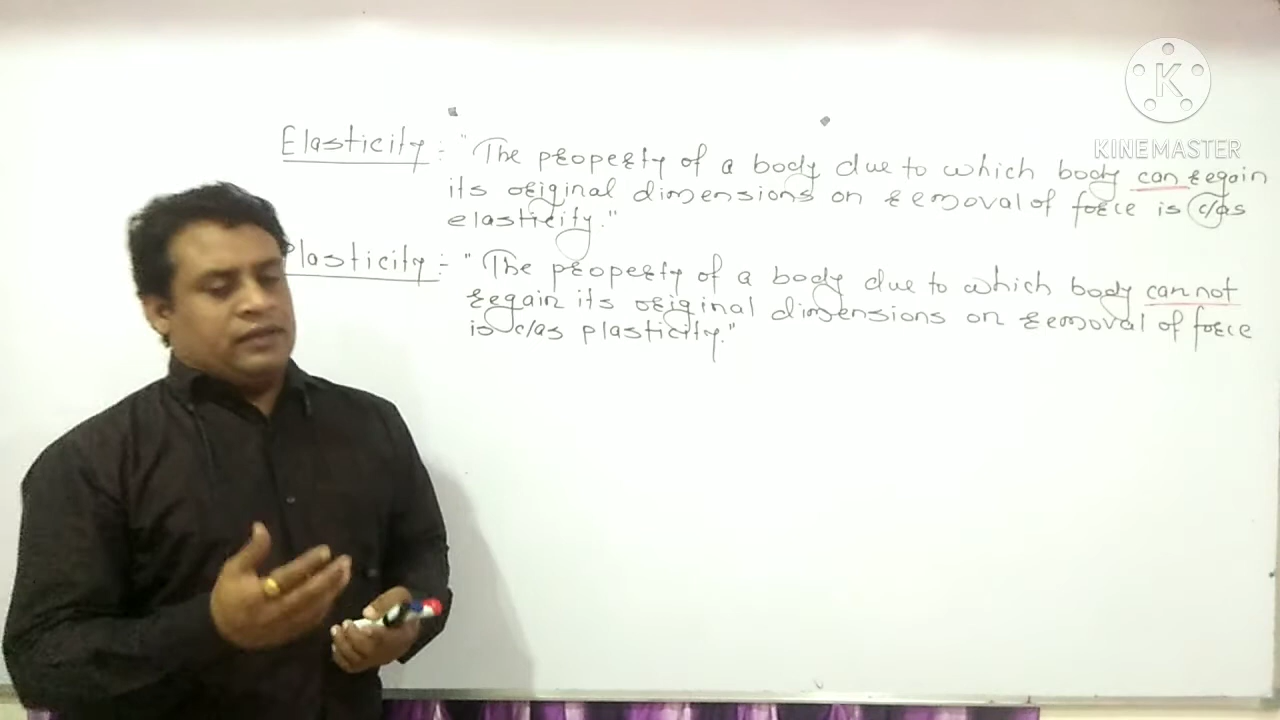 K
KINEMASTER
Elasticity :- "The property of a body due to which body can regain
its original dimensions on removal of force is c/as
elasticity."
Plasticity :- "The property of a body due to which body cannot
regain its original dimensions on removal of force
is c/as plasticity."